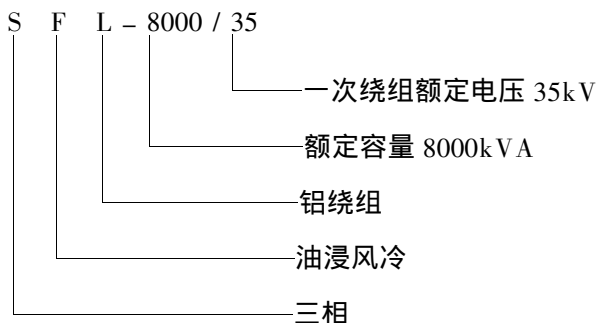 S F L - 8000 / 35
一次绕组额定电压 35kV
额定容量 8000kVA
铝绕组
油浸风冷
三相